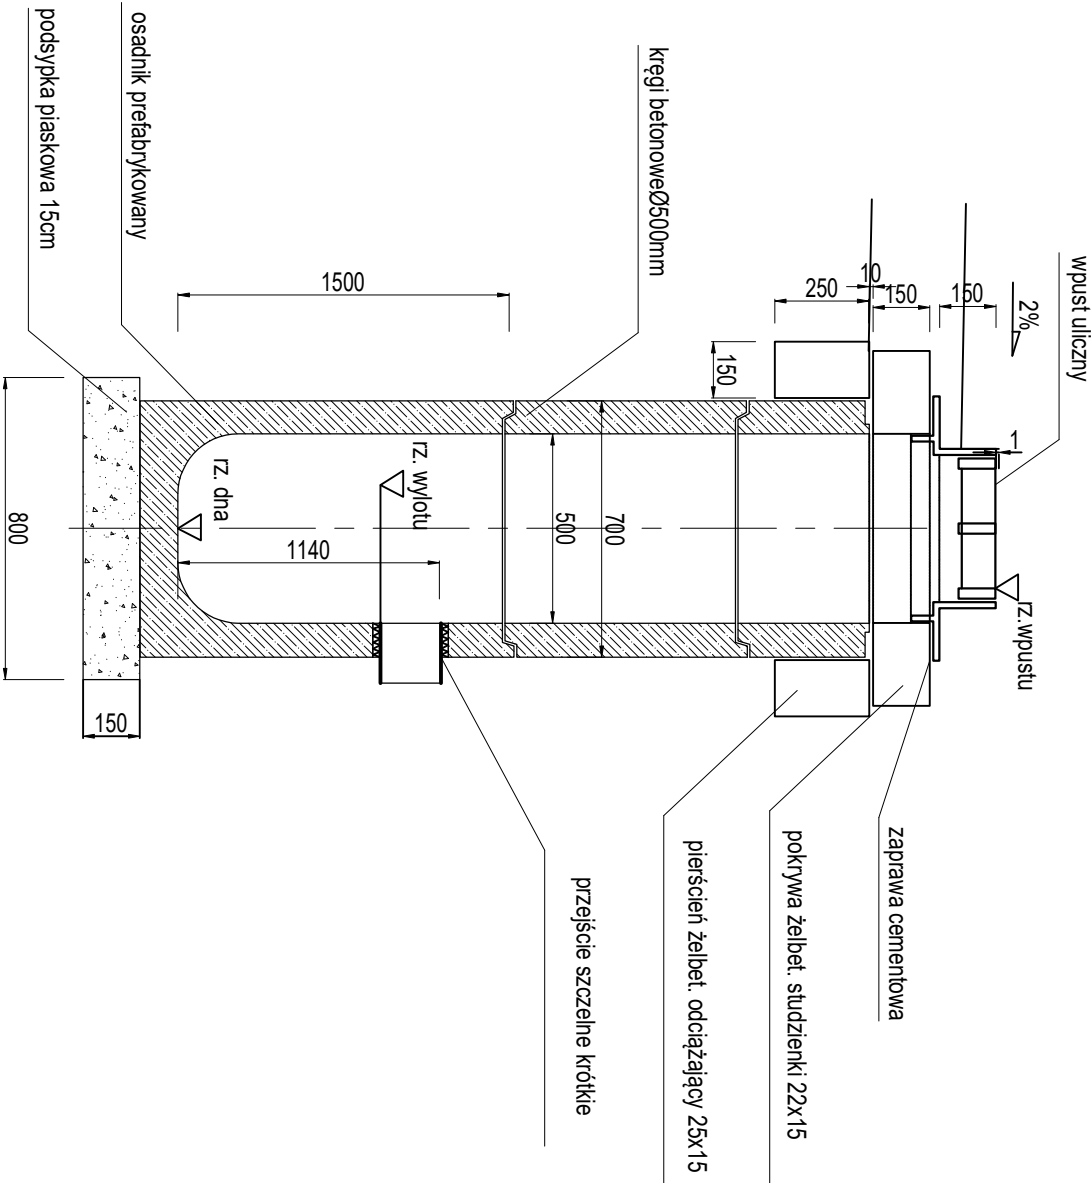 wpust uliczny
2%
1
rz. wpustu
150
150
10
250
150
kręgi betonoweØ500mm
1500
700
500
1140
rz. wylotu
rz. dna
osadnik prefabrykowany
podsypka piaskowa 15cm
800
150
zaprawa cementowa
pokrywa żelbet. studzienki 22x15
pierścień żelbet. odciążający 25x15
przejście szczelne krótkie